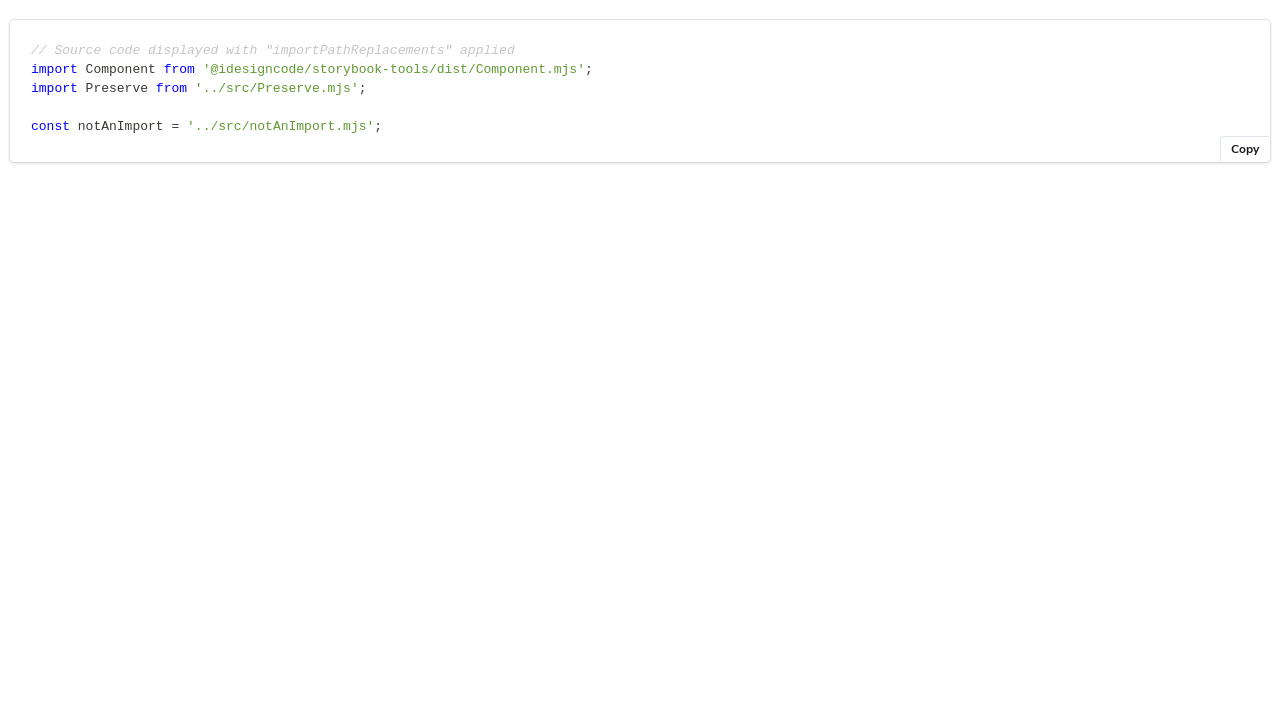 // Source code displayed with "importPathReplacements" applied
import Component from '@idesigncode/storybook-tools/dist/Component.mjs';
import Preserve from '../src/Preserve.mjs';

const notAnImport = '../src/notAnImport.mjs';
Copy